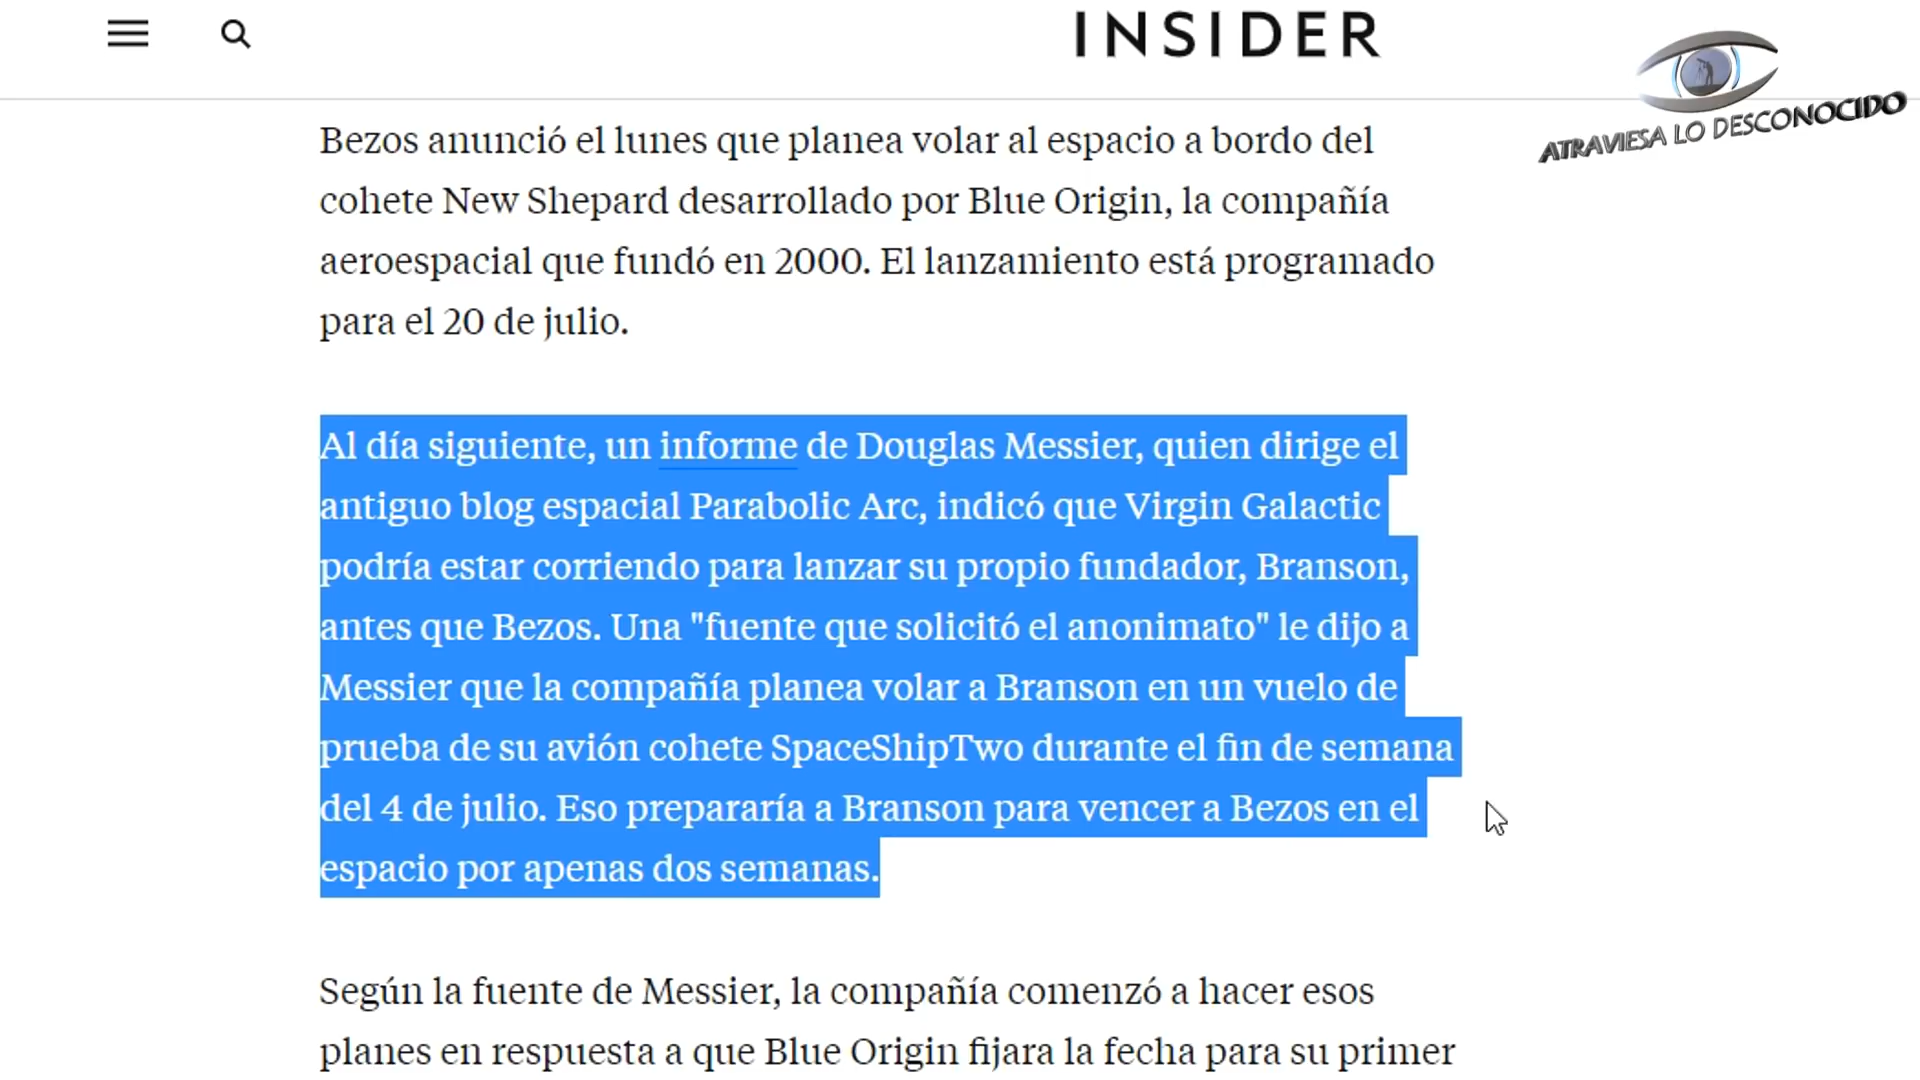 INSIDER
ATRAVIESA LO DESCONOCIDO
Bezos anunció el lunes que planea volar al espacio a bordo del
cohete New Shepard desarrollado por Blue Origin, la compañía
aeroespacial que fundó en 2000. El lanzamiento está programado
para el 20 de julio.
Al día siguiente, un informe de Douglas Messier, quien dirige el
antiguo blog espacial Parabolic Arc, indicó que Virgin Galactic
podría estar corriendo para lanzar su propio fundador, Branson,
antes que Bezos. Una "fuente que solicitó el anonimato" le dijo a
Messier que la compañía planea volar a Branson en un vuelo de
prueba de su avión cohete SpaceShipTwo durante el fin de semana
del 4 de julio. Eso prepararía a Branson para vencer a Bezos en el
espacio por apenas dos semanas.
Según la fuente de Messier, la compañía comenzó a hacer esos
planes en respuesta a que Blue Origin fijara la fecha para su primer